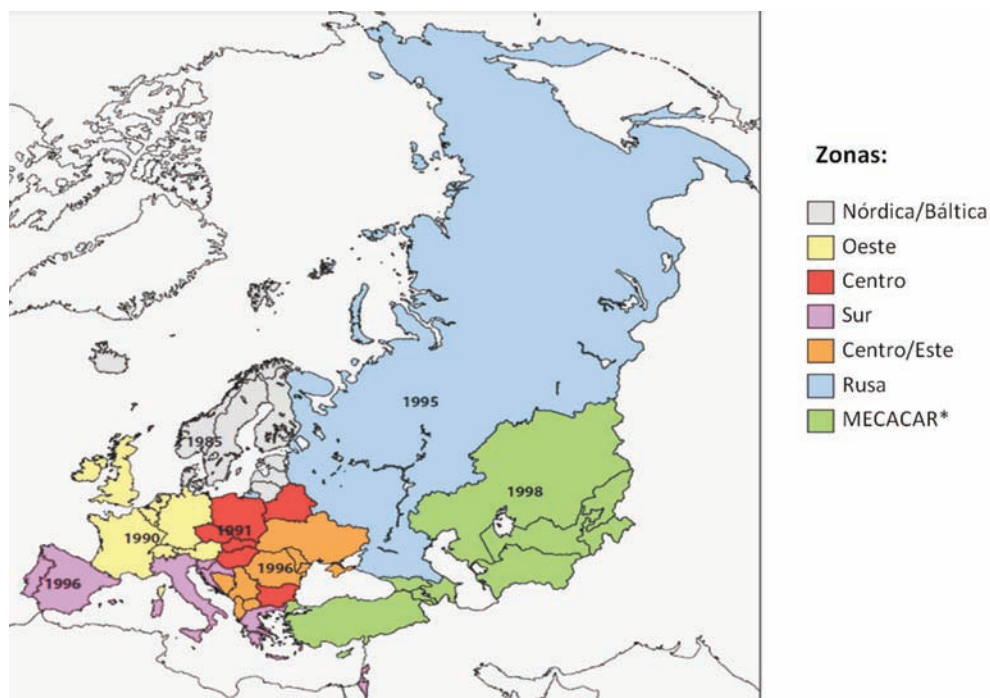 Zonas:
Nórdica/Báltica
Oeste
Centro
Sur
Centro/Este
Rusa
MECACAR*
1995
1985
1998
1991
1990
1996
1996